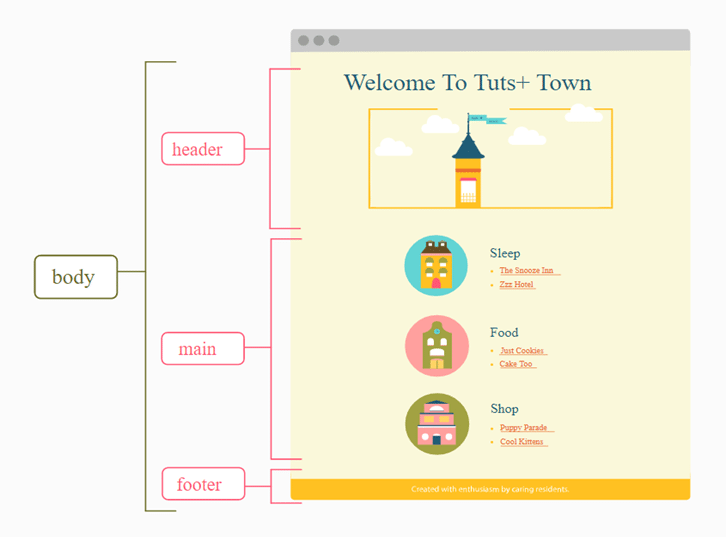 Welcome To Tuts+ Town
header
body
Sleep
The Snooze Inn
Zzz Hotel
main
Food
Just Cookies
Cake Too
Shop
Puppy Parade
Cool Kittens
footer
Created with enthusiasm by caring residents.